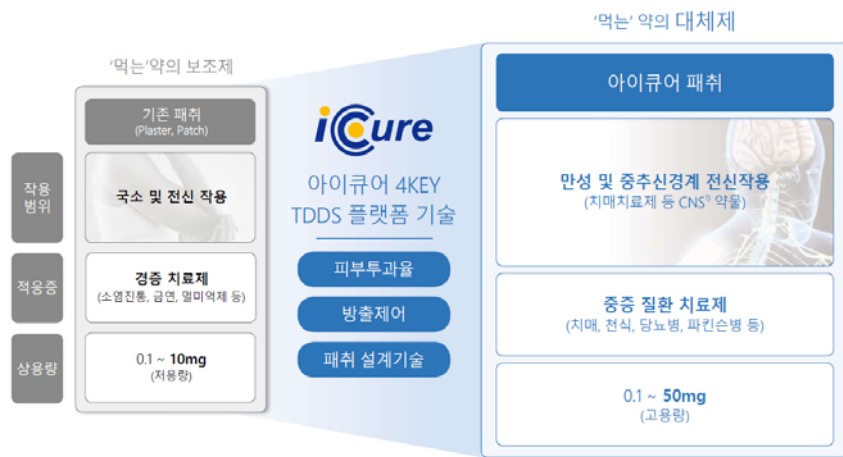 '먹는'약의 보조제
기존 패취
(Plaster, Patch)
작용
범위
국소 및 전신 작용
적응증
경증 치료제
(소염진통, 금연, 멀미억제 등)
상용량
0.1 ~ 10mg
(저용량)
iCure
아이큐어 4KEY
TDDS 플랫폼 기술
피부투과율
방출제어
패취 설계기술
'먹는' 약의 대체제
아이큐어 패취
만성 및 중추신경계 전신작용
(치매치료제 등 CNS¹⁾ 약물)
중증 질환 치료제
(치매, 천식, 당뇨병, 파킨슨병 등)
0.1 ~ 50mg
(고용량)